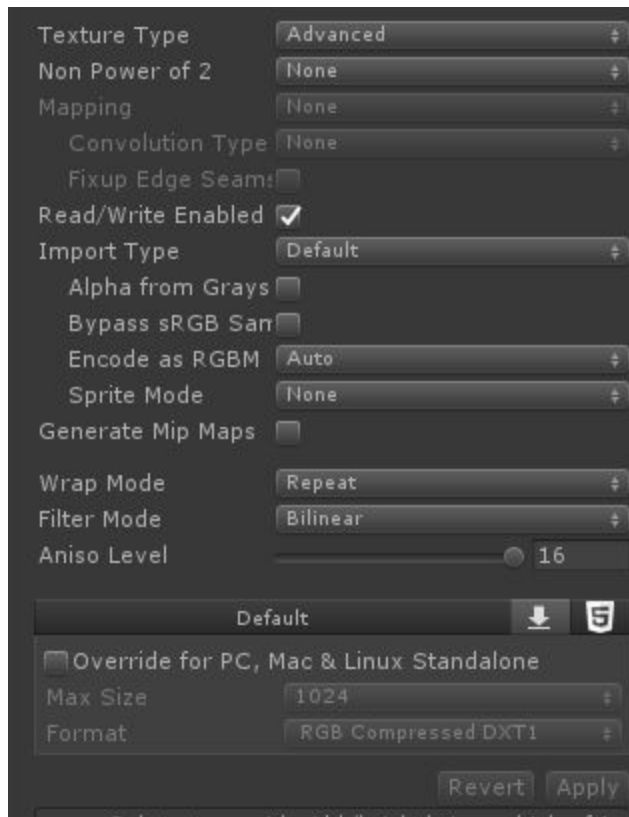 Texture Type Advanced
Non Power of 2 None
Mapping None
Convolution Type None
Fixup Edge Seam
Read/Write Enabled
Import Type Default
Alpha from Grays
Bypass sRGB San
Encode as RGBM Auto
Sprite Mode None
Generate Mip Maps
Wrap Mode Repeat
Filter Mode Bilinear
Aniso Level 16
Default 5
Override for PC, Mac & Linux Standalone
Max Size 1024
Format RGB Compressed DXT1
Revert Apply